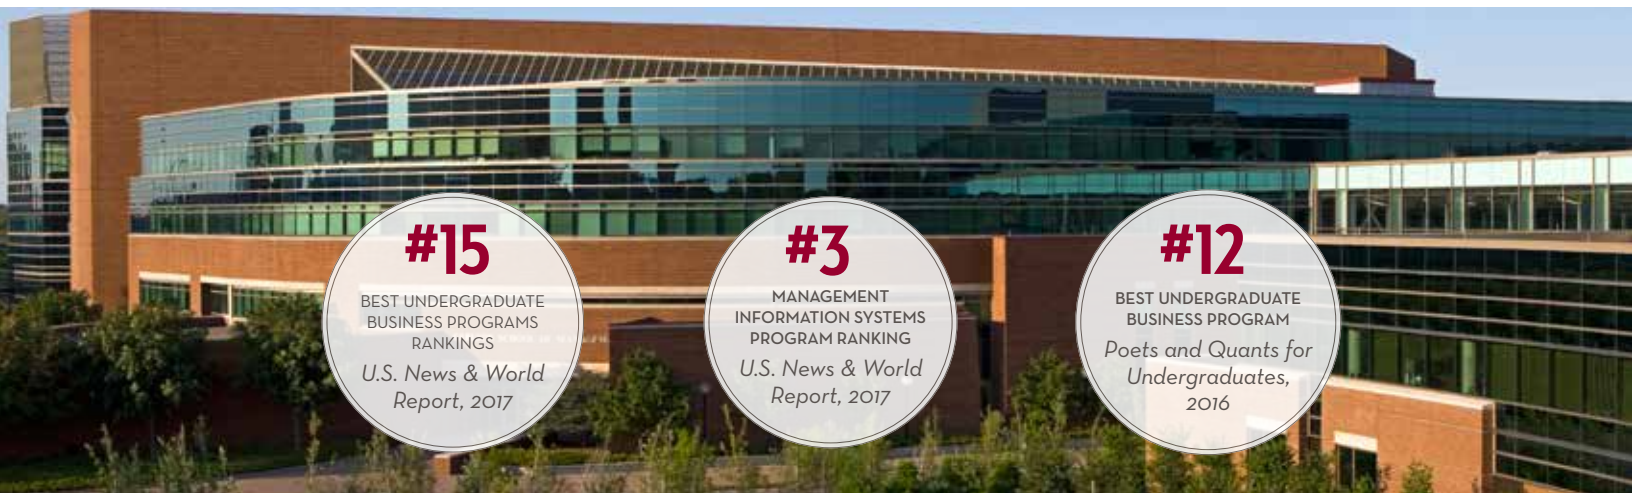 #15
BEST UNDERGRADUATE
BUSINESS PROGRAMS
RANKINGS
U.S. News & World
Report, 2017
#3
MANAGEMENT
INFORMATION SYSTEMS
PROGRAM RANKING
U.S. News & World
Report, 2017
#12
BEST UNDERGRADUATE
BUSINESS PROGRAM
Poets and Quants for
Undergraduates,
2016